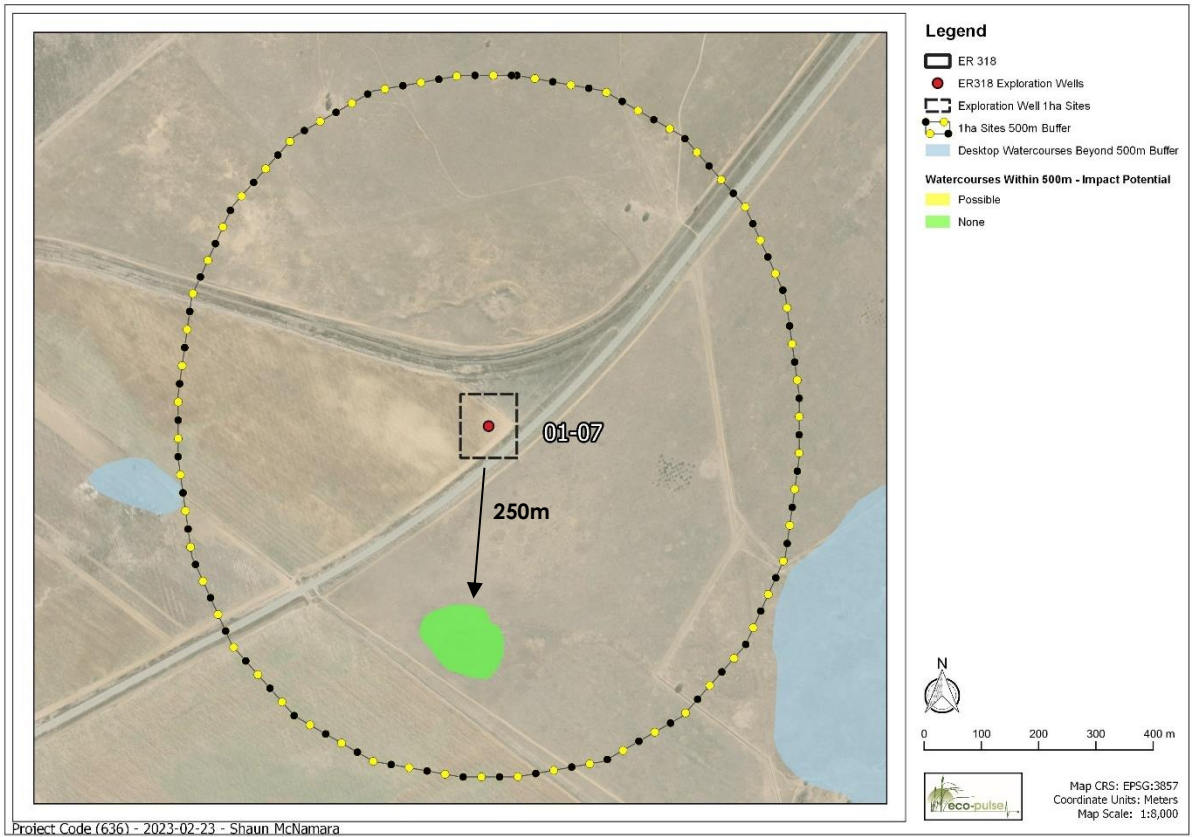 Legend
ER 318
ER318 Exploration Wells
Exploration Well 1ha Sites
1ha Sites 500m Buffer
Desktop Watercourses Beyond 500m Buffer
Watercourses Within 500m - Impact Potential
Possible
None
01-07
250m
N
0 100 200 300 400 m
eco-pulse
Map CRS: EPSG:3857
Coordinate Units: Meters
Map Scale: 1:8,000
Project Code (636) - 2023-02-23 - Shaun McNamara